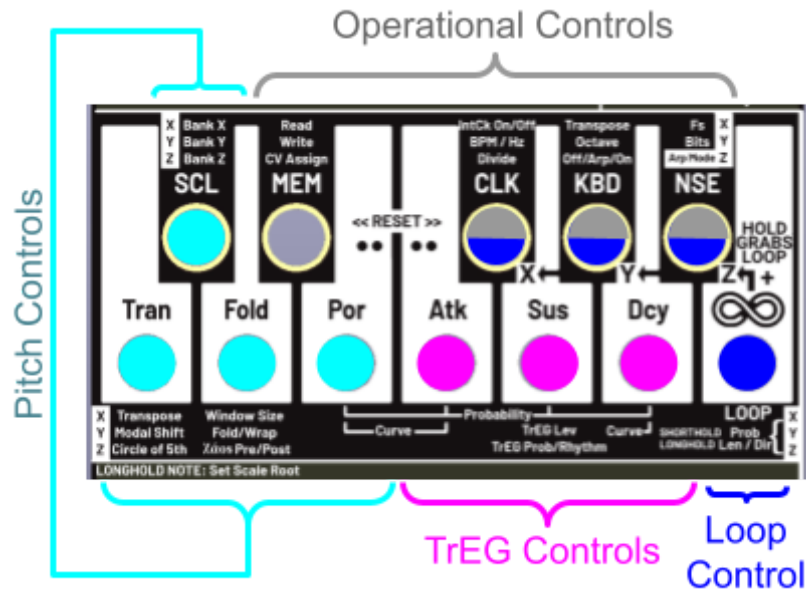 Operational Controls
X Bank X
Y Bank Y
Z Bank Z
SCL
Read
Write
CV Assign
MEM
<< RESET >>
IntCk On/Off
BPM / Hz
Divide
CLK
Transpose
Octave
Off/Arp/On
KBD
Fs X
Bits Y
Arp Mode Z
NSE
HOLD
GRABS
LOOP
X Y Z +
Pitch Controls
Tran Fold Por Atk Sus Dcy
X Transpose
Y Modal Shift
Z Circle of 5th
Window Size
Fold/Wrap
Pre/Post
Probability
Curve
TrEG Lev
Curve
TrEG Prob/Rhythm
LOOP X
SHORTHOLD Prob Y
LONGHOLD Len / Dir Z
LONGHOLD NOTE: Set Scale Root
TrEG Controls
Loop
Control